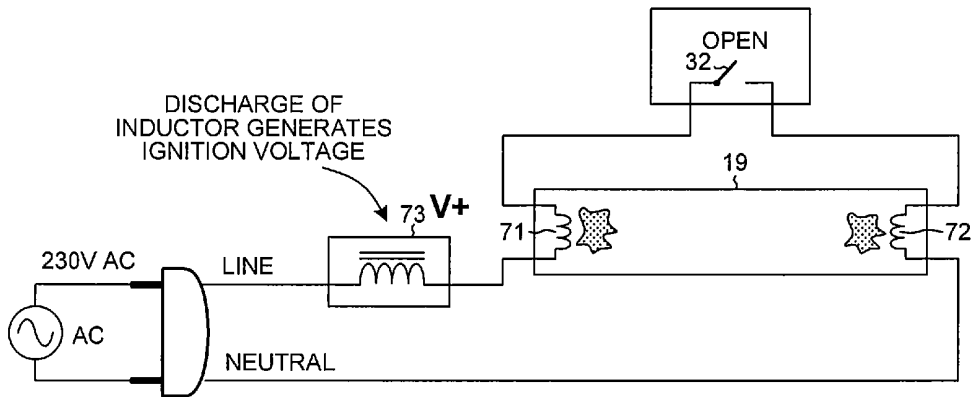 OPEN
32
DISCHARGE OF
INDUCTOR GENERATES
IGNITION VOLTAGE
19
73 V+
71
72
230V AC
LINE
AC
NEUTRAL